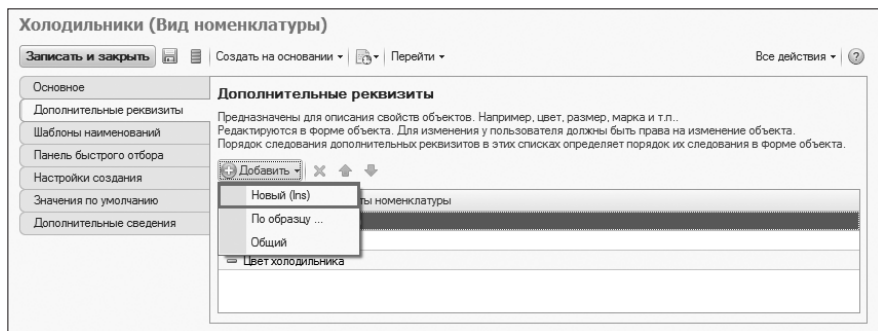 Холодильники (Вид номенклатуры)
Записать и закрыть Создать на основании Перейти Все действия ?
Основное
Дополнительные реквизиты
Шаблоны наименований
Панель быстрого отбора
Настройки создания
Значения по умолчанию
Дополнительные сведения
Дополнительные реквизиты
Предназначены для описания свойств объектов. Например, цвет, размер, марка и т.п..
Редактируются в форме объекта. Для изменения у пользователя должны быть права на изменение объекта.
Порядок следования дополнительных реквизитов в этих списках определяет порядок их следования в форме объекта.
Добавить
Новый (Ins)
ты номенклатуры
По образцу ...
Общий
Цвет холодильника